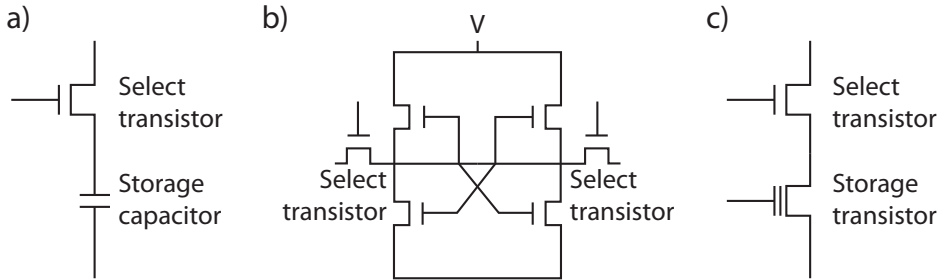 a)
Select
transistor
Storage
capacitor
b)
V
Select
transistor
Select
transistor
c)
Select
transistor
Storage
transistor